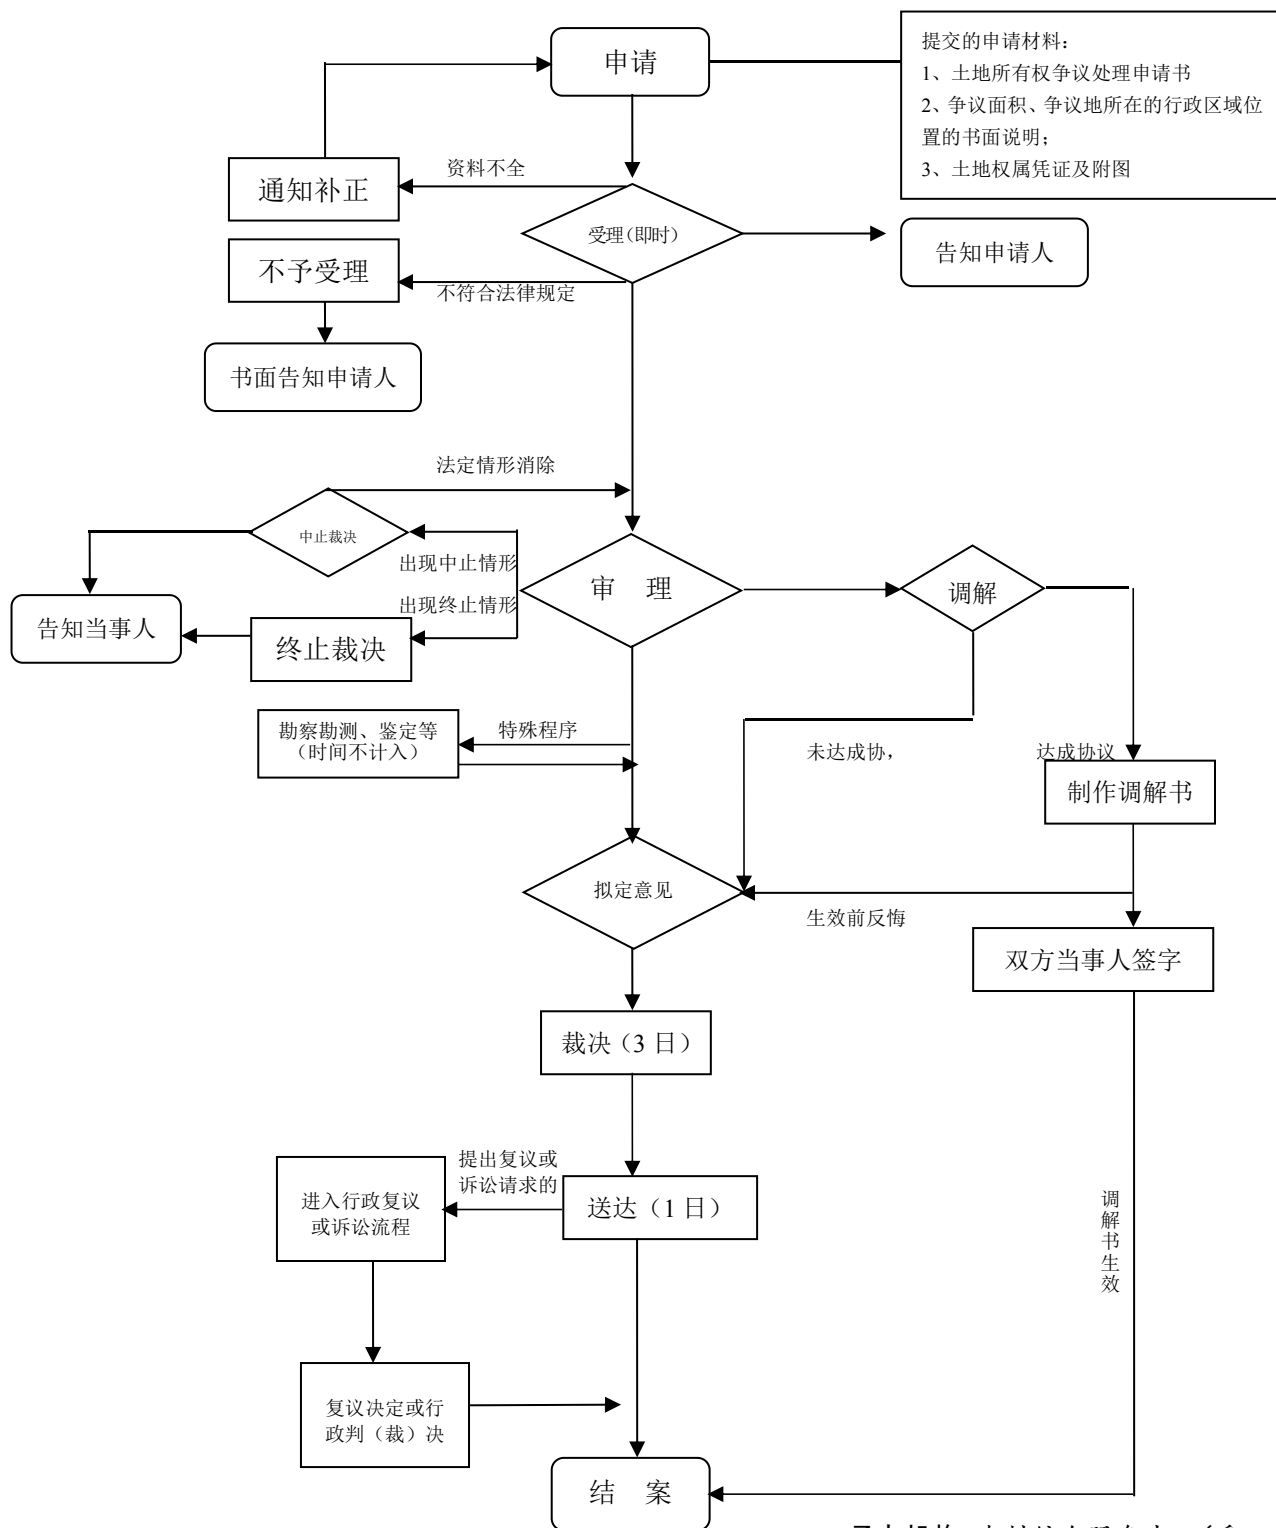 申请
提交的申请材料：
1、土地所有权争议处理申请书
2、争议面积、争议地所在的行政区域位
置的书面说明；
3、土地权属凭证及附图
资料不全
通知补正
受理（即时）
告知申请人
不予受理
不符合法律规定
书面告知申请人
法定情形消除
中止裁决
出现中止情形
审 理
调解
出现终止情形
告知当事人
终止裁决
勘察勘测、鉴定等
（时间不计入）
特殊程序
未达成协，
达成协议
制作调解书
拟定意见
生效前反悔
双方当事人签字
裁决（3 日）
提出复议或
诉讼请求的
进入行政复议
或诉讼流程
送达（1 日）
调解书生效
复议决定或行
政判（裁）决
结 案